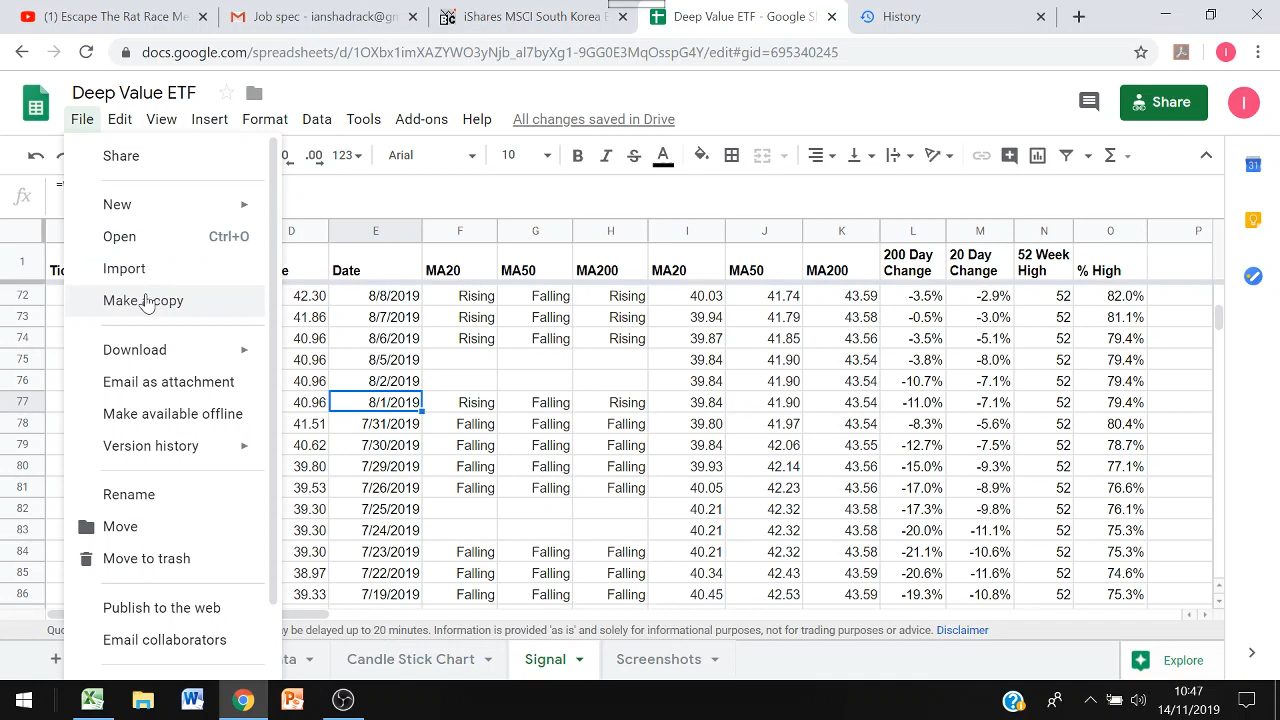 Escape The Rat Race Me
Job spec - ianshadrack@
iShares MSCI South Korea
Deep Value ETF - Google S
History
docs.google.com/spreadsheets/d/1OXbx1imXAZYWO3yNjb_al7byXg1-9GG0E3MqOsspG4Y/edit#gid=695340245
Deep Value ETF
Share
File Edit View Insert Format Data Tools Add-ons Help All changes saved in Drive
.00 123 Arial 10 B I S A
fx
D E F G H I J K L M N O P
1 Date MA20 MA50 MA200 MA20 MA50 MA200 200 Day Change 20 Day Change 52 Week High % High
72 42.30 8/8/2019 Rising Falling Rising 40.03 41.74 43.59 -3.5% -2.9% 52 82.0%
73 41.86 8/7/2019 Rising Falling Rising 39.94 41.79 43.58 -0.5% -3.0% 52 81.1%
74 40.96 8/6/2019 Rising Falling Rising 39.87 41.85 43.56 -3.5% -5.1% 52 79.4%
75 40.96 8/5/2019 39.84 41.90 43.54 -3.8% -8.0% 52 79.4%
76 40.96 8/2/2019 39.84 41.90 43.54 -10.7% -7.1% 52 79.4%
77 40.96 8/1/2019 Rising Falling Rising 39.84 41.90 43.54 -11.0% -7.1% 52 79.4%
78 41.51 7/31/2019 Falling Falling Falling 39.80 41.97 43.54 -8.3% -5.6% 52 80.4%
79 40.62 7/30/2019 Falling Falling Falling 39.84 42.06 43.55 -12.7% -7.5% 52 78.7%
80 39.80 7/29/2019 Falling Falling Falling 39.93 42.14 43.56 -15.0% -9.3% 52 77.1%
81 39.53 7/26/2019 Falling Falling Falling 40.05 42.23 43.57 -17.0% -8.9% 52 76.6%
82 39.30 7/25/2019 40.21 42.32 43.58 -17.3% -9.8% 52 75.3%
83 39.30 7/24/2019 40.21 42.32 43.58 -20.0% -11.1% 52 75.3%
84 39.30 7/23/2019 Falling Falling Falling 40.21 42.32 43.58 -21.1% -10.6% 52 75.3%
85 38.97 7/22/2019 Falling Falling Falling 40.34 42.43 43.59 -20.6% -11.6% 52 74.6%
86 39.33 7/19/2019 Falling Falling Falling 40.45 42.53 43.59 -19.3% -10.8% 52 75.3%
Share
New
Open Ctrl+O
Import
Make copy
Download
Email as attachment
Make available offline
Version history
Rename
Move
Move to trash
Publish to the web
Email collaborators
be delayed up to 20 minutes. Information is provided 'as is' and solely for informational purposes, not for trading purposes or advice. Disclaimer
Candle Stick Chart Signal Screenshots Explore
10:47
14/11/2019